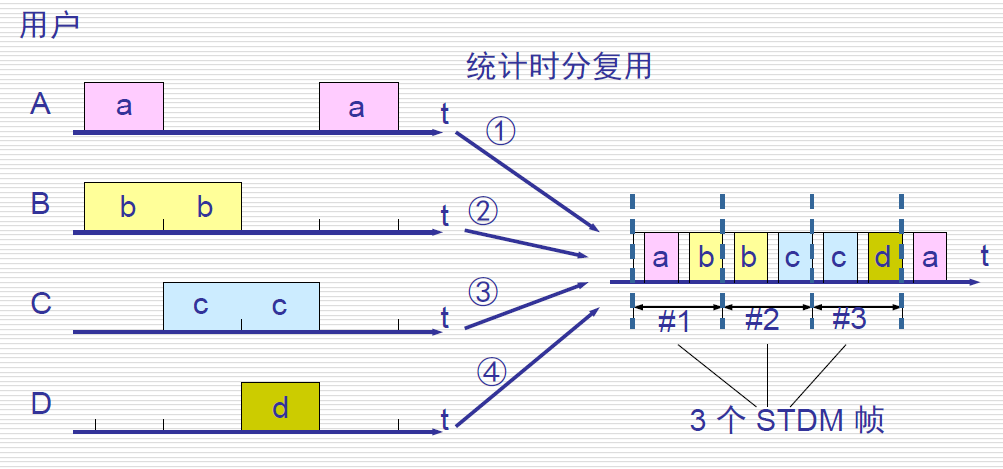 用户
统计时分复用
A a a t
①
B b b t
②
a b b c c d a t
C c c t
③
#1 #2 #3
D d t
④
3 个 STDM 帧